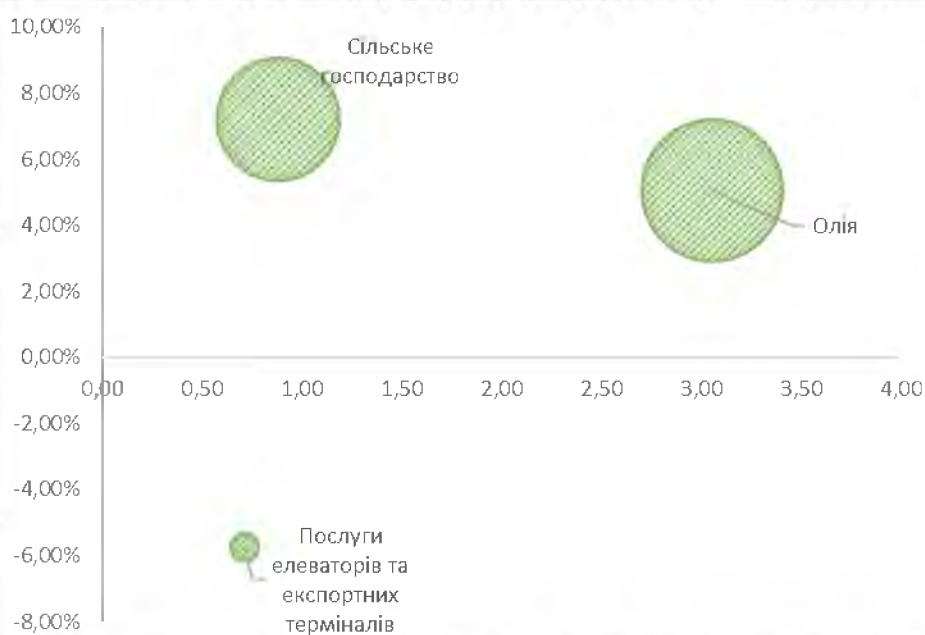 10,00%
Сільське
господарство
8,00%
6,00%
4,00%
Олія
2,00%
0,00%
0,00 0,50 1,00 1,50 2,00 2,50 3,00 3,50 4,00
-2,00%
-4,00%
-6,00%
Послуги
елеваторів та
експортних
терміналів
-8,00%